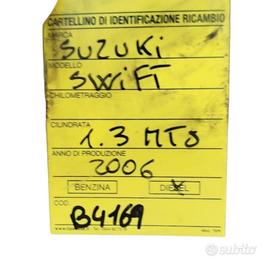 CARTELLINO DI IDENTIFICAZIONE RICAMBIO
MARCA
SUZUKi
MODELLO
SWiFT
CHILOMETRAGGIO
CILINDRATA
1.3 MTJ
ANNO DI PRODUZIONE
2006
BENZINA DIESEL
COD.
B4169
subito